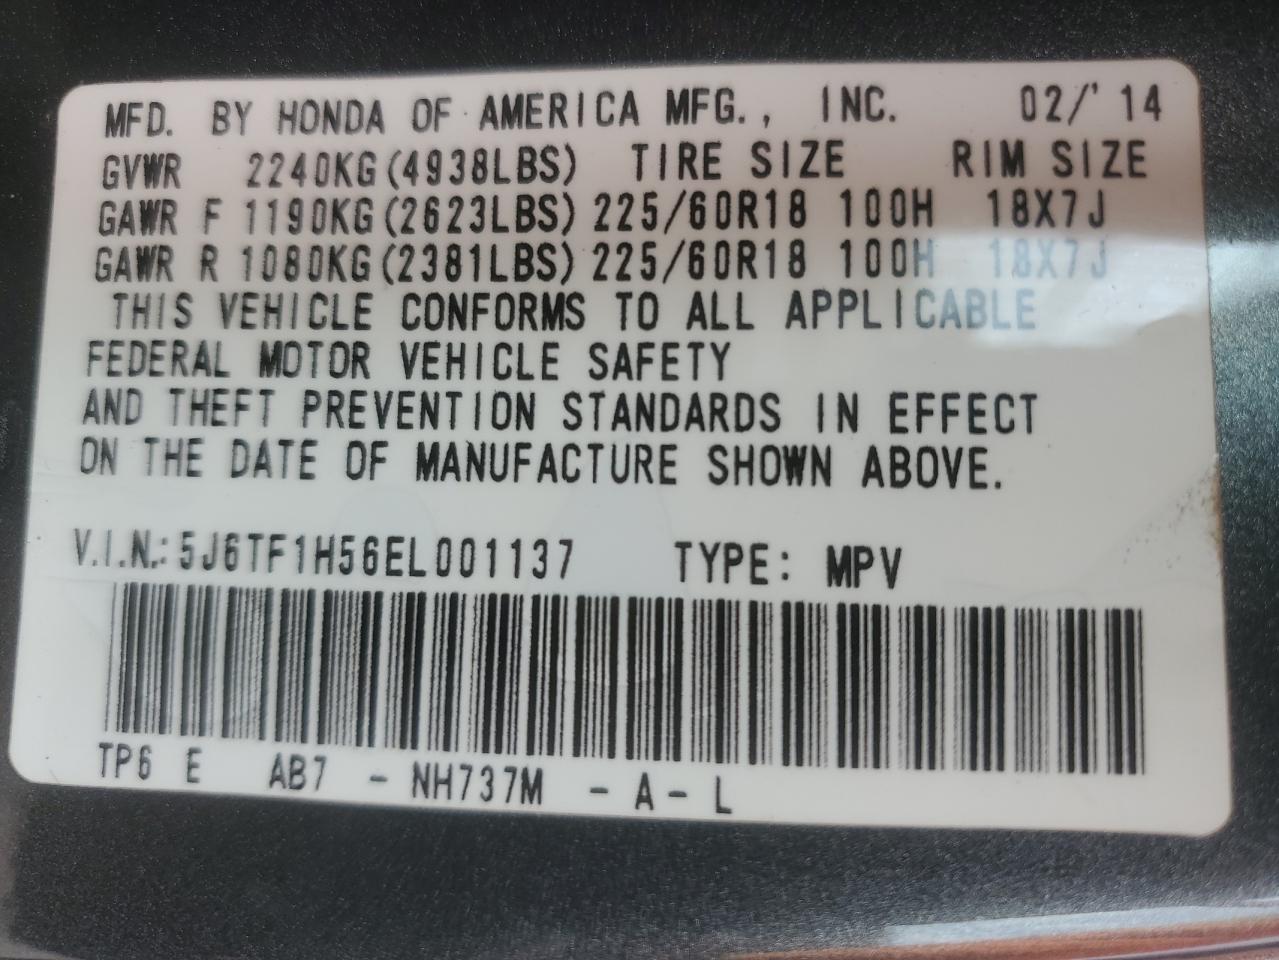 MFD. BY HONDA OF AMERICA MFG., INC. 02/'14
GVWR 2240KG(4938LBS) TIRE SIZE RIM SIZE
GAWR F 1190KG(2623LBS) 225/60R18 100H 18X7J
GAWR R 1080KG(2381LBS) 225/60R18 100H 18X7J
THIS VEHICLE CONFORMS TO ALL APPLICABLE
FEDERAL MOTOR VEHICLE SAFETY
AND THEFT PREVENTION STANDARDS IN EFFECT
ON THE DATE OF MANUFACTURE SHOWN ABOVE.
V.I.N.: 5J6TF1H56EL001137 TYPE: MPV
TP6 E AB7 - NH737M - A - L